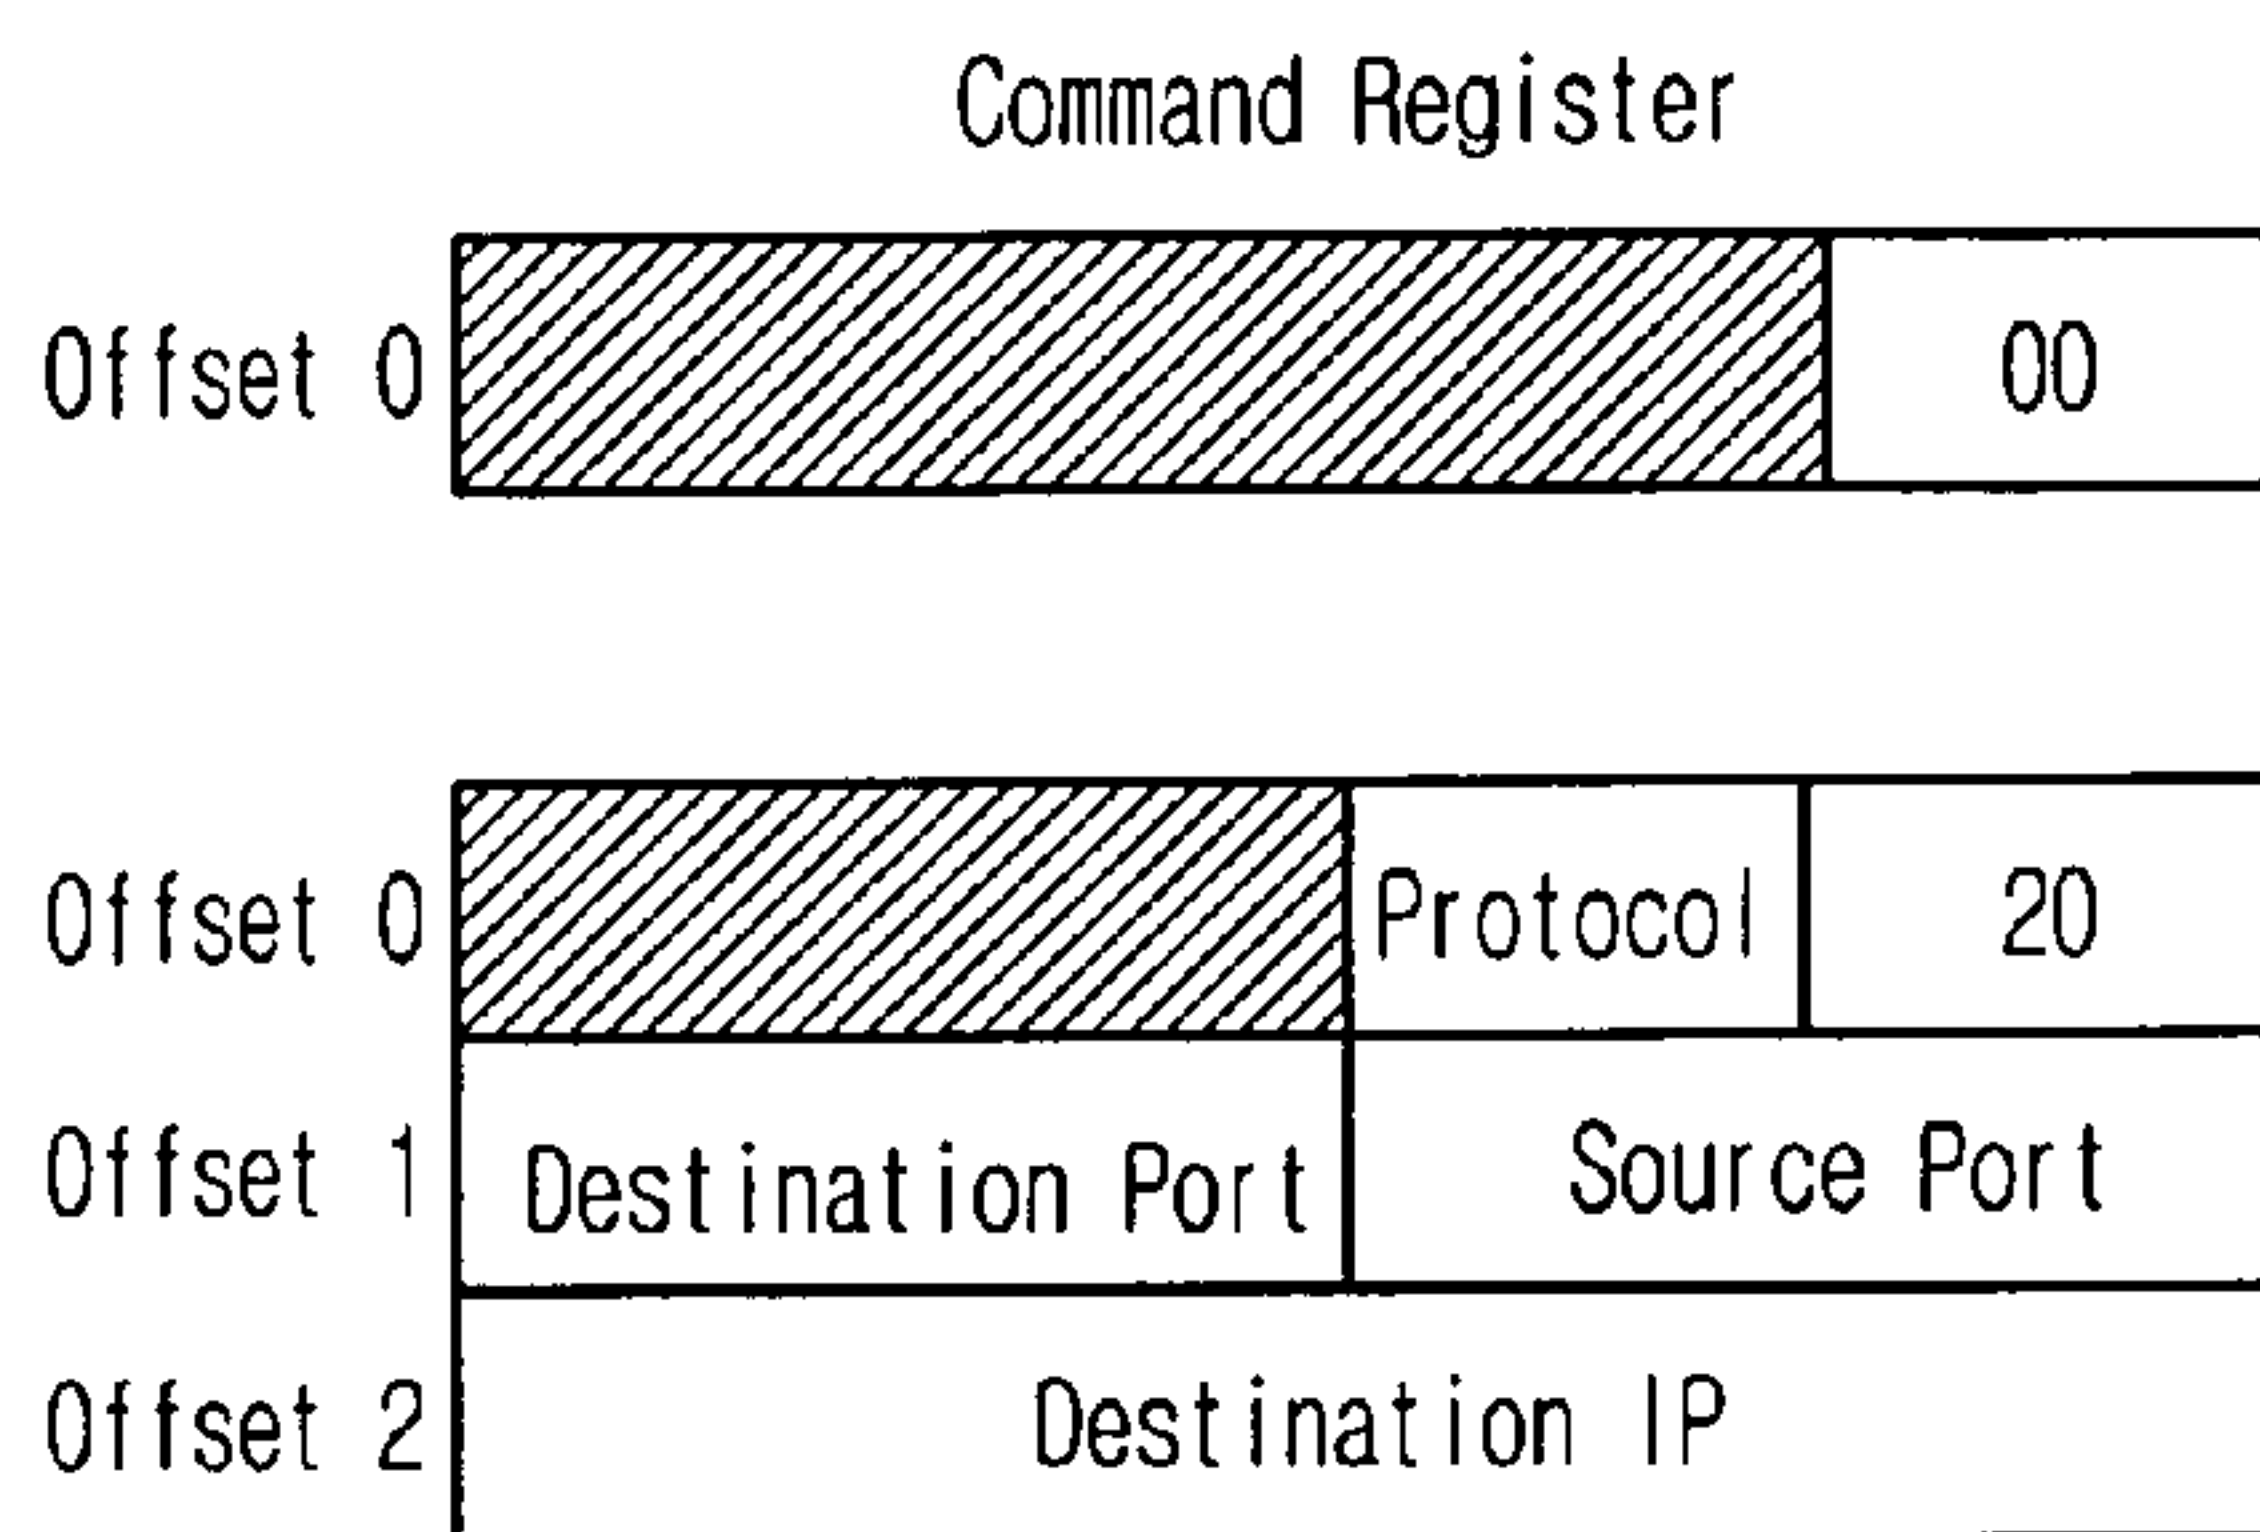 Command Register
Offset 0 00
Offset 0 Protocol 20
Offset 1 Destination Port Source Port
Offset 2 Destination IP